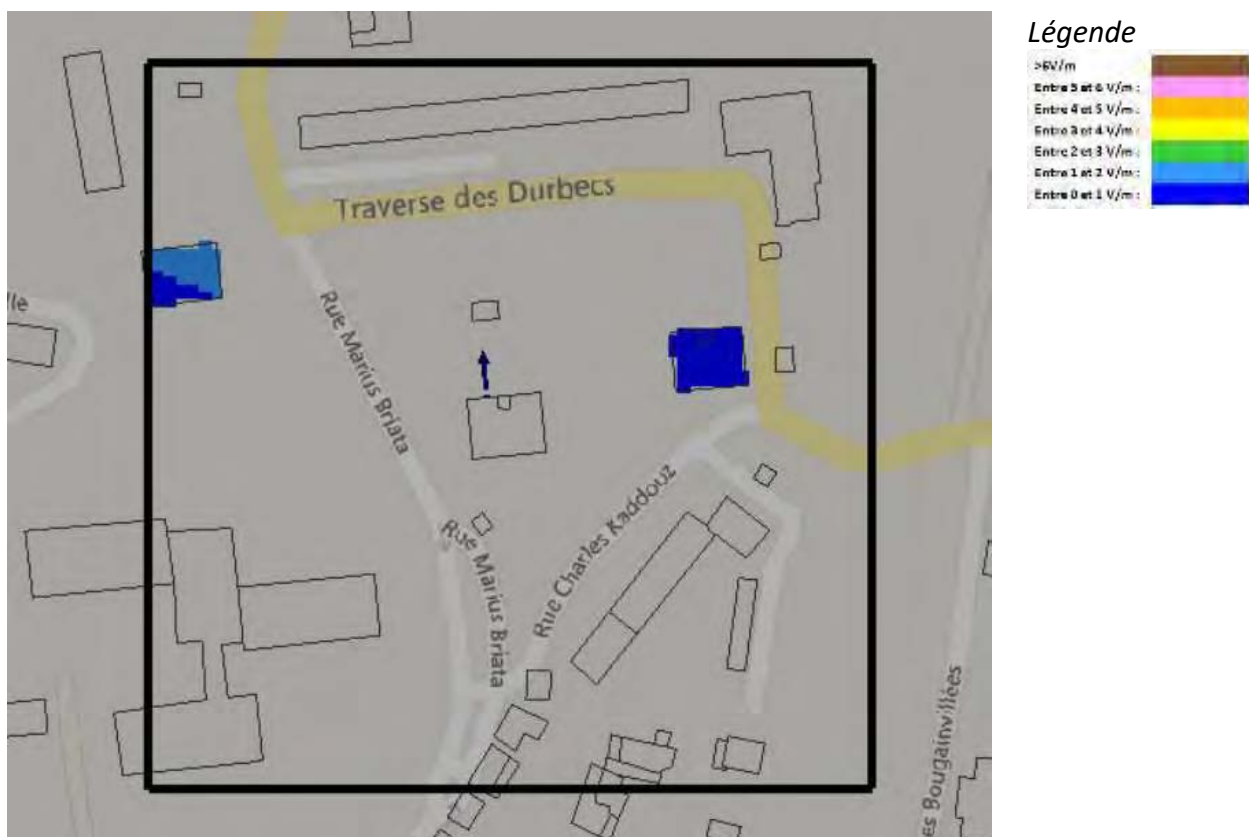 Légende
>6V/m
Entre 5 et 6 V/m :
Entre 4 et 5 V/m :
Entre 3 et 4 V/m :
Entre 2 et 3 V/m :
Entre 1 et 2 V/m :
Entre 0 et 1 V/m :
Traverse des Durbecs
lle
Rue Marius Briata
Rue Marius Briata
Rue Charles Kaddouz
es Bougainvillées